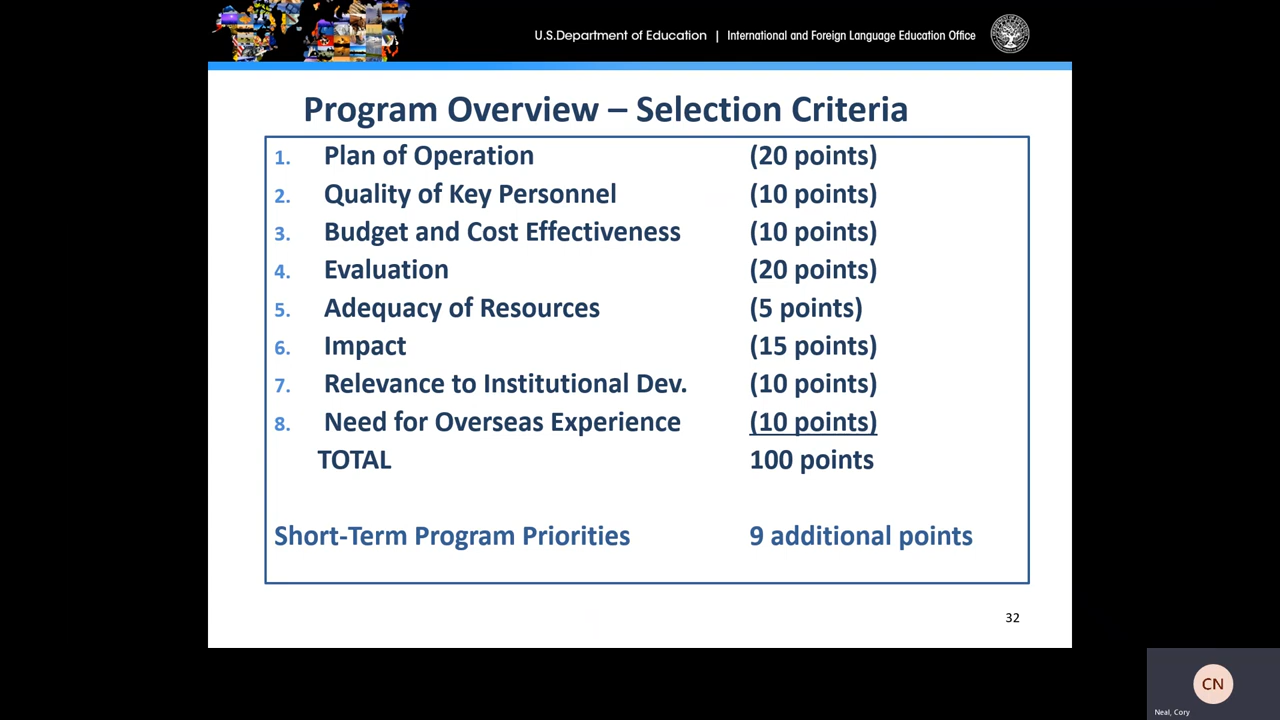 U.S.Department of Education | International and Foreign Language Education Office
Program Overview – Selection Criteria
1. Plan of Operation (20 points)
2. Quality of Key Personnel (10 points)
3. Budget and Cost Effectiveness (10 points)
4. Evaluation (20 points)
5. Adequacy of Resources (5 points)
6. Impact (15 points)
7. Relevance to Institutional Dev. (10 points)
8. Need for Overseas Experience (10 points)
TOTAL 100 points
Short-Term Program Priorities 9 additional points
32
CN
Neal, Cory